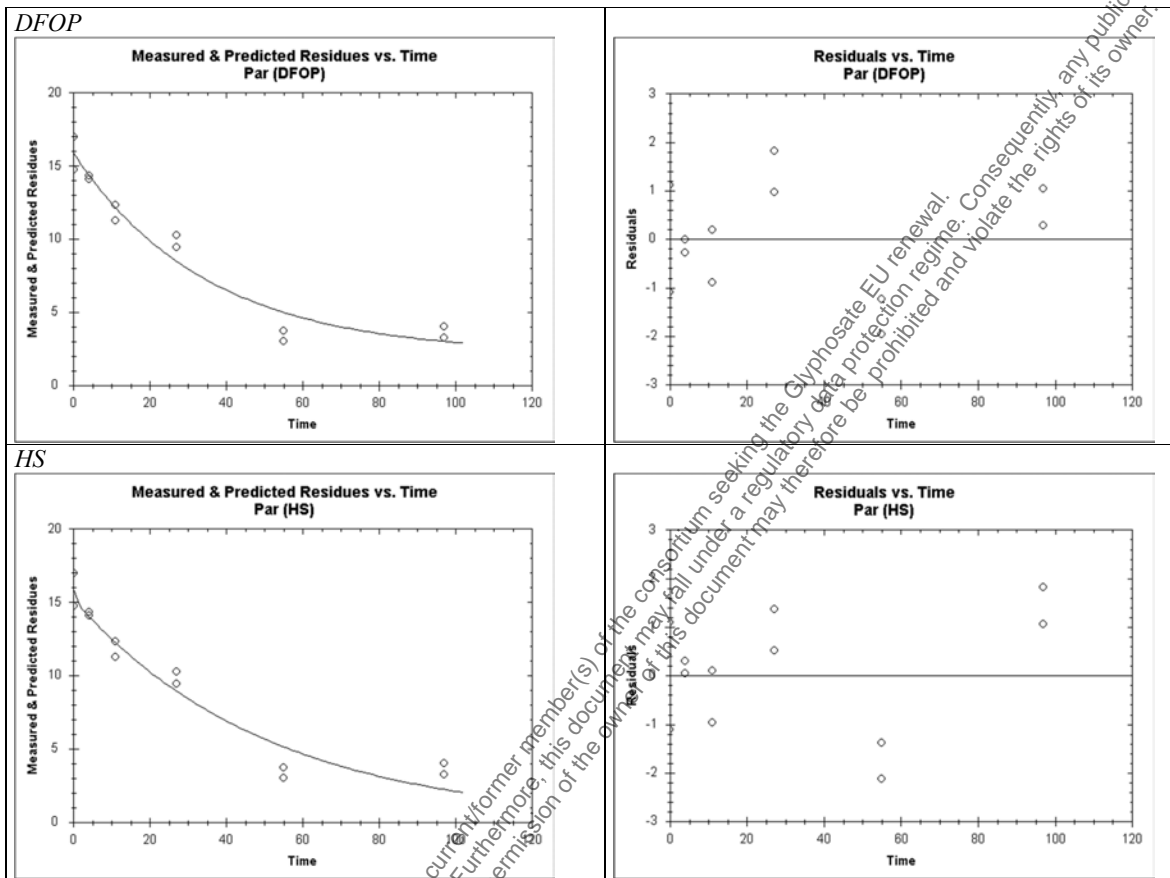 DFOP
Measured & Predicted Residues vs. Time
Par (DFOP)
Measured & Predicted Residues
20
15
10
5
0
0 20 40 60 80 100 120
Time
Residuals vs. Time
Par (DFOP)
Residuals
3
2
1
0
-1
-2
-3
0 20 40 60 80 100 120
Time
HS
Measured & Predicted Residues vs. Time
Par (HS)
Measured & Predicted Residues
20
15
10
5
0
0 20 40 60 80 100 120
Time
Residuals vs. Time
Par (HS)
Residuals
3
0
-1
-2
-3
0 20 40 60 80 100 120
Time
current/former member(s) of the consortium seeking the Glyphosate EU renewal.
Furthermore, this document may fall under a regulatory data protection regime. Consequently, any public
ermission of the owner of this document may therefore be prohibited and violate the rights of its owner.